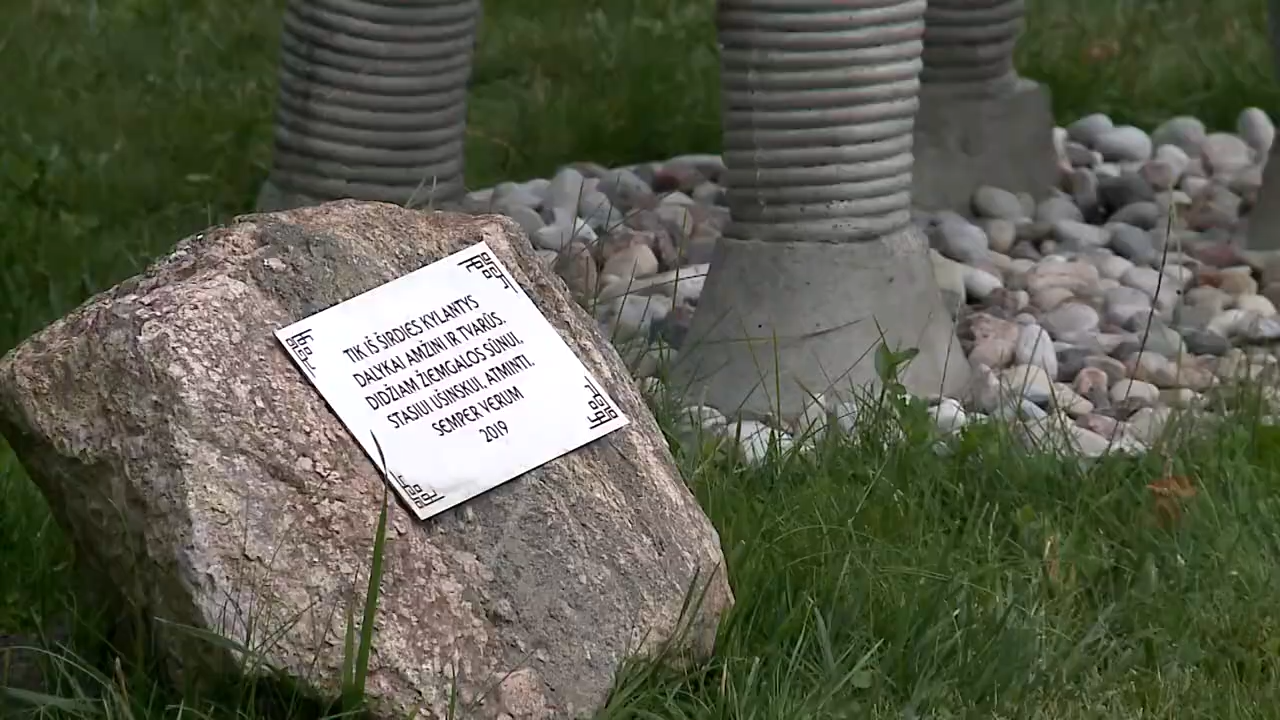 TIK IŠ ŠIRDIES KYLANTYS
DALYKAI AMŽINI IR TVARŪS.
DIDŽIAM ŽIEMGALOS SŪNUI,
STASIUI UŠINSKUI, ATMINTI.
SEMPER VERUM
2019